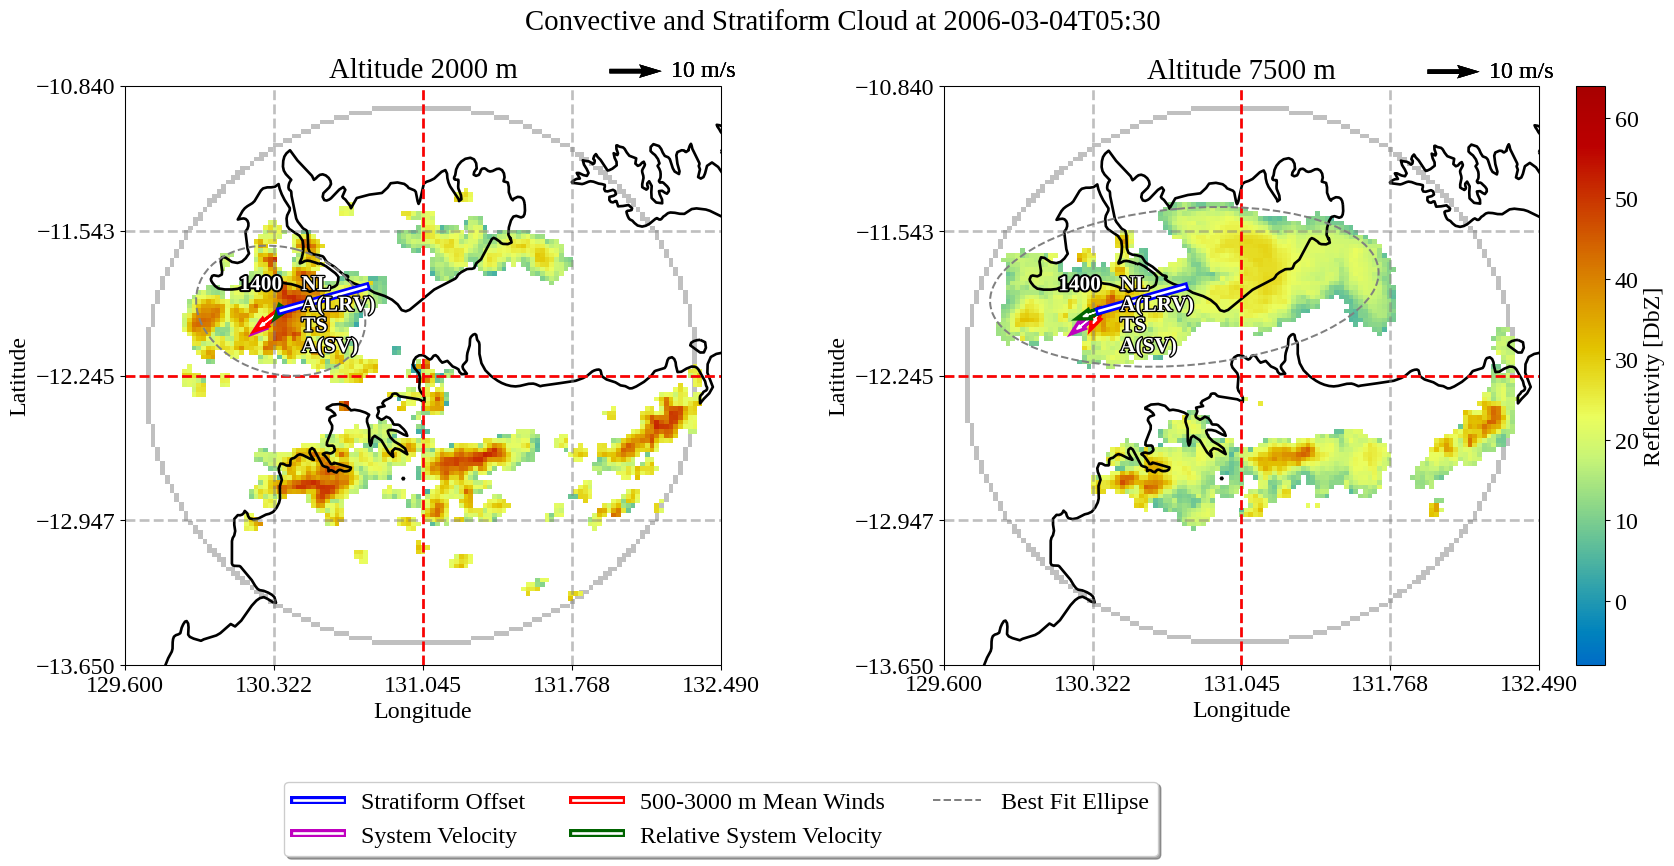 Convective and Stratiform Cloud at 2006-03-04T05:30
Altitude 2000 m
10 m/s
−10.840
−11.543
−12.245
−12.947
−13.650
129.600
130.322
131.045
131.768
132.490
Latitude
Longitude
1400
NL
A(LRV)
TS
A(SV)
Altitude 7500 m
10 m/s
−10.840
−11.543
−12.245
−12.947
−13.650
129.600
130.322
131.045
131.768
132.490
Latitude
Longitude
1400
NL
A(LRV)
TS
A(SV)
60
50
40
30
20
10
0
Reflectivity [DbZ]
Stratiform Offset
System Velocity
500-3000 m Mean Winds
Relative System Velocity
Best Fit Ellipse